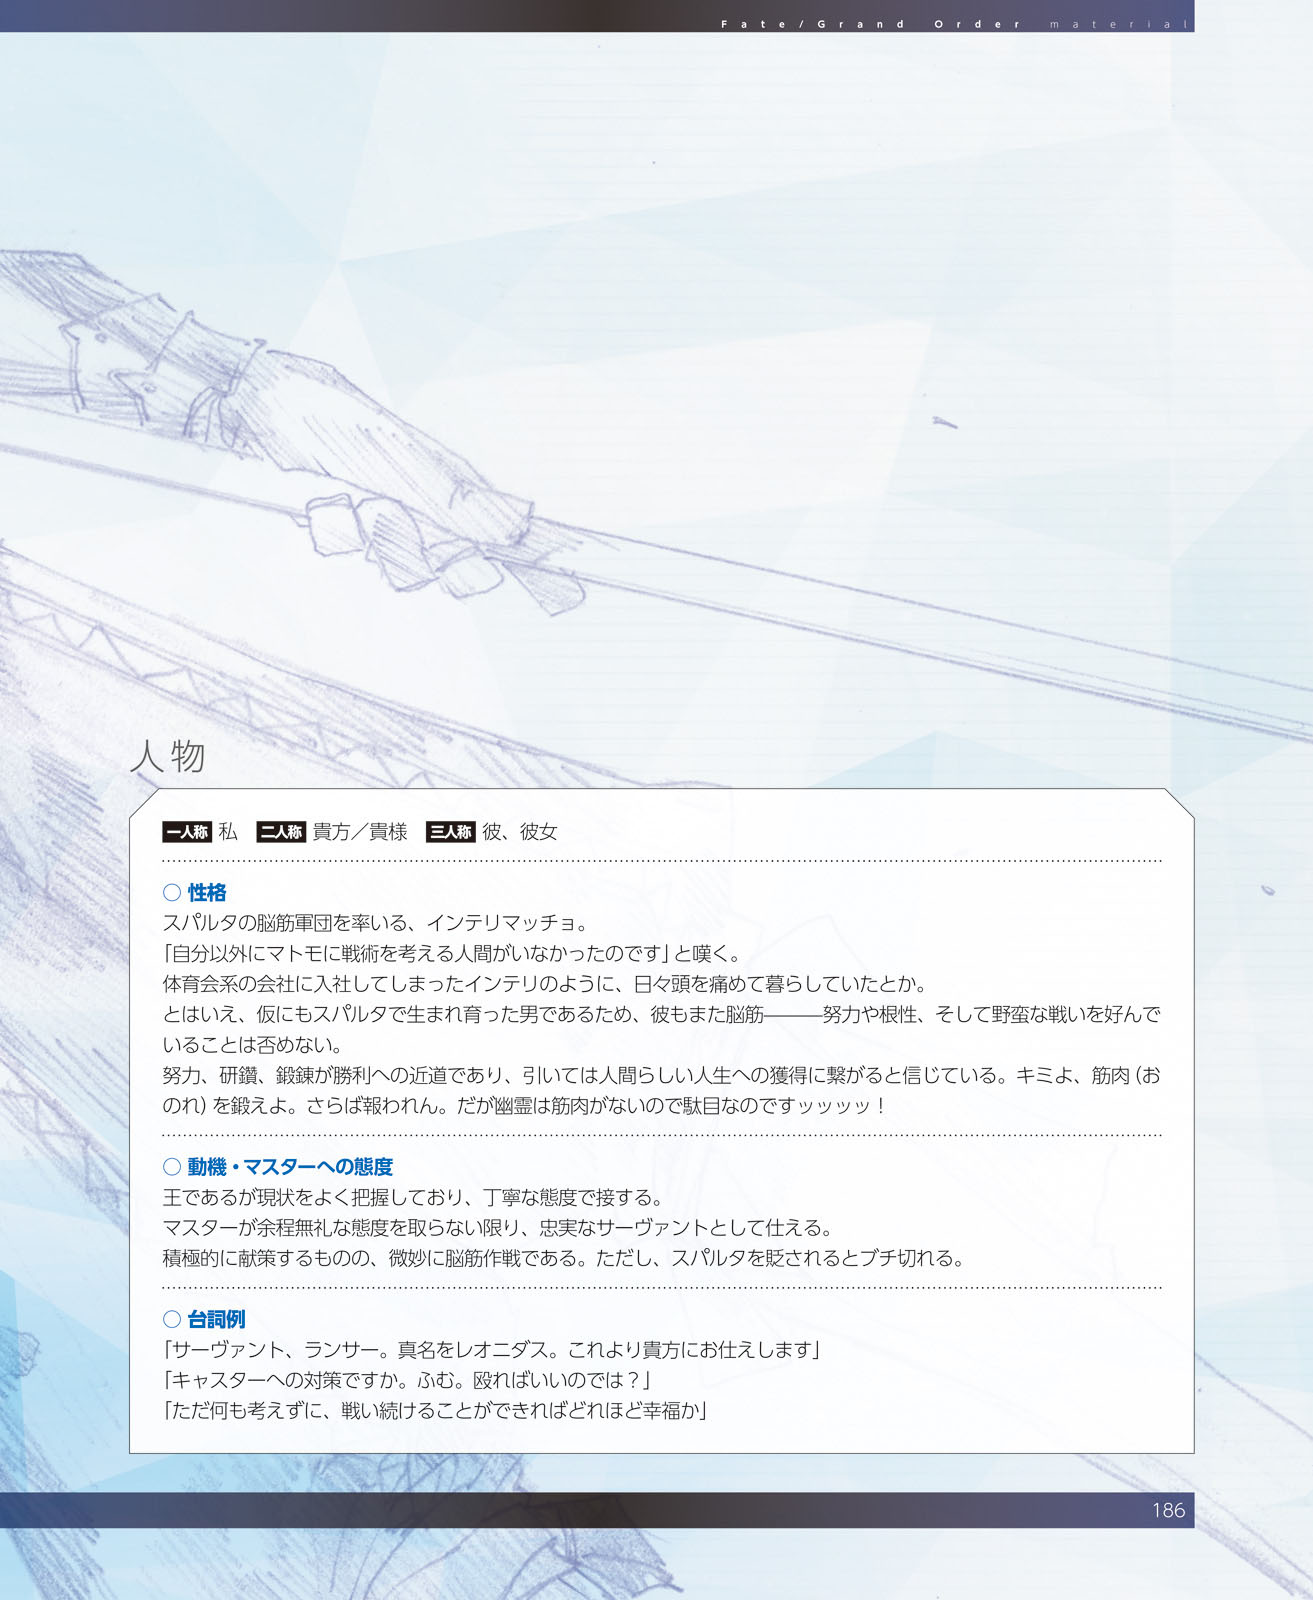 Fate/Grand Order material
人物
一人称 私 二人称 貴方／貴様 三人称 彼、彼女
○ 性格
スパルタの脳筋軍団を率いる、インテリマッチョ。
「自分以外にマトモに戦術を考える人間がいなかったのです」と嘆く。
体育会系の会社に入社してしまったインテリのように、日々頭を痛めて暮らしていたとか。
とはいえ、仮にもスパルタで生まれ育った男であるため、彼もまた脳筋―――努力や根性、そして野蛮な戦いを好んで
いることは否めない。
努力、研鑽、鍛錬が勝利への近道であり、引いては人間らしい人生への獲得に繋がると信じている。キミよ、筋肉（お
のれ）を鍛えよ。さらば報われん。だが幽霊は筋肉がないので駄目なのですッッッッ！
○ 動機・マスターへの態度
王であるが現状をよく把握しており、丁寧な態度で接する。
マスターが余程無礼な態度を取らない限り、忠実なサーヴァントとして仕える。
積極的に献策するものの、微妙に脳筋作戦である。ただし、スパルタを貶されるとブチ切れる。
○ 台詞例
「サーヴァント、ランサー。真名をレオニダス。これより貴方にお仕えします」
「キャスターへの対策ですか。ふむ。殴ればいいのでは？」
「ただ何も考えずに、戦い続けることができればどれほど幸福か」
186